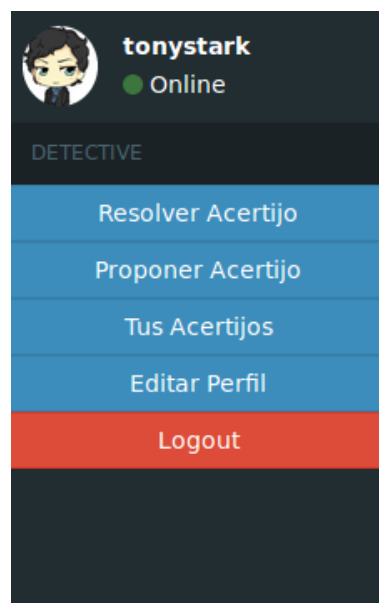 tonystark
Online
DETECTIVE
Resolver Acertijo
Proponer Acertijo
Tus Acertijos
Editar Perfil
Logout